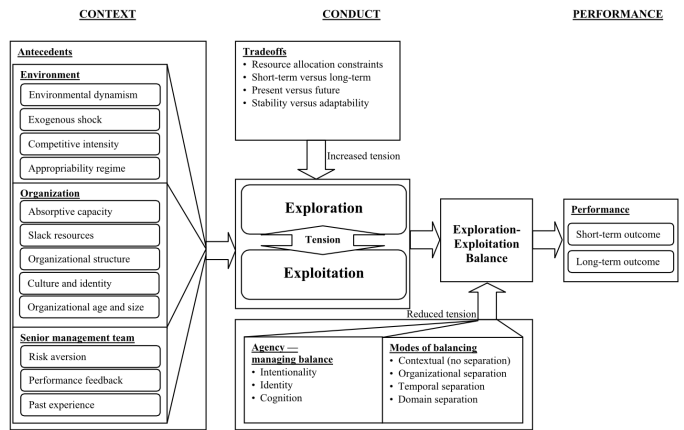 CONTEXT
CONDUCT
PERFORMANCE
Antecedents
Environment
Environmental dynamism
Exogenous shock
Competitive intensity
Appropriability regime
Organization
Absorptive capacity
Slack resources
Organizational structure
Culture and identity
Organizational age and size
Senior management team
Risk aversion
Performance feedback
Past experience
Tradeoffs
• Resource allocation constraints
• Short-term versus long-term
• Present versus future
• Stability versus adaptability
Increased tension
Exploration
Tension
Exploitation
Exploration-
Exploitation
Balance
Performance
Short-term outcome
Long-term outcome
Reduced tension
Agency —
managing balance
• Intentionality
• Identity
• Cognition
Modes of balancing
• Contextual (no separation)
• Organizational separation
• Temporal separation
• Domain separation